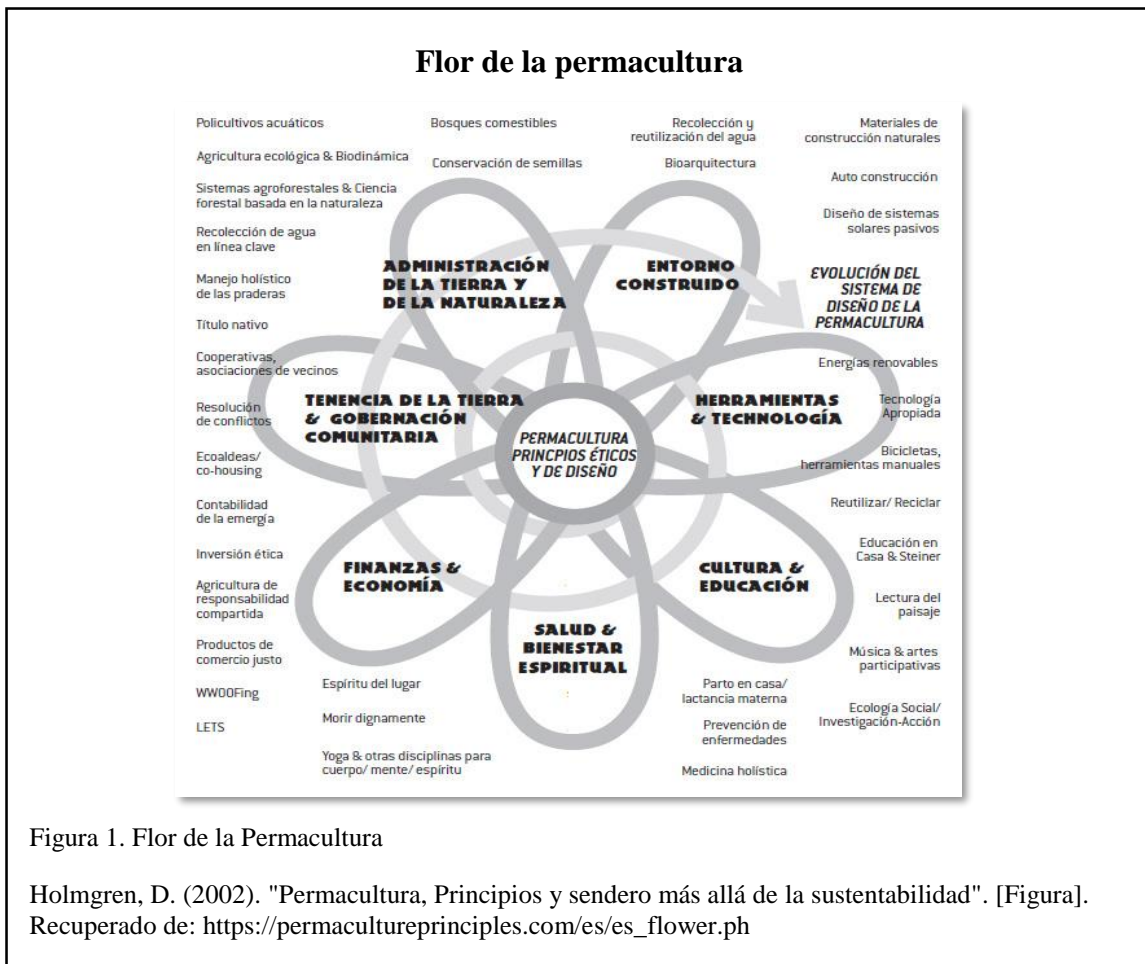 Flor de la permacultura
Policultivos acuáticos
Agricultura ecológica & Biodinámica
Sistemas agroforestales & Ciencia
forestal basada en la naturaleza
Recolección de agua
en línea clave
Manejo holístico
de las praderas
Título nativo
Cooperativas,
asociaciones de vecinos
Resolución
de conflictos
Ecoaldeas/
co-housing
Contabilidad
de la emergía
Inversión ética
Agricultura de
responsabilidad
compartida
Productos de
comercio justo
WWOOFing
LETS
Bosques comestibles
Conservación de semillas
Recolección y
reutilización del agua
Bioarquitectura
Materiales de
construcción naturales
Auto construcción
Diseño de sistemas
solares pasivos
EVOLUCIÓN DEL
SISTEMA DE
DISEÑO DE LA
PERMACULTURA
Energías renovables
Tecnología
Apropiada
Bicicletas,
herramientas manuales
Reutilizar/ Reciclar
Educación en
Casa & Steiner
Lectura del
paisaje
Música & artes
participativas
Ecología Social/
Investigación-Acción
ADMINISTRACIÓN
DE LA TIERRA Y
DE LA NATURALEZA
ENTORNO
CONSTRUIDO
TENENCIA DE LA TIERRA
& GOBERNACIÓN
COMUNITARIA
HERRAMIENTAS
& TECHNOLOGÍA
PERMACULTURA
PRINCPIOS ÉTICOS
Y DE DISEÑO
FINANZAS &
ECONOMÍA
CULTURA &
EDUCACIÓN
SALUD &
BIENESTAR
ESPIRITUAL
Espíritu del lugar
Morir dignamente
Yoga & otras disciplinas para
cuerpo/ mente/ espíritu
Parto en casa/
lactancia materna
Prevención de
enfermedades
Medicina holística
Figura 1. Flor de la Permacultura
Holmgren, D. (2002). "Permacultura, Principios y sendero más allá de la sustentabilidad". [Figura].
Recuperado de: https://permacultureprinciples.com/es/es_flower.ph